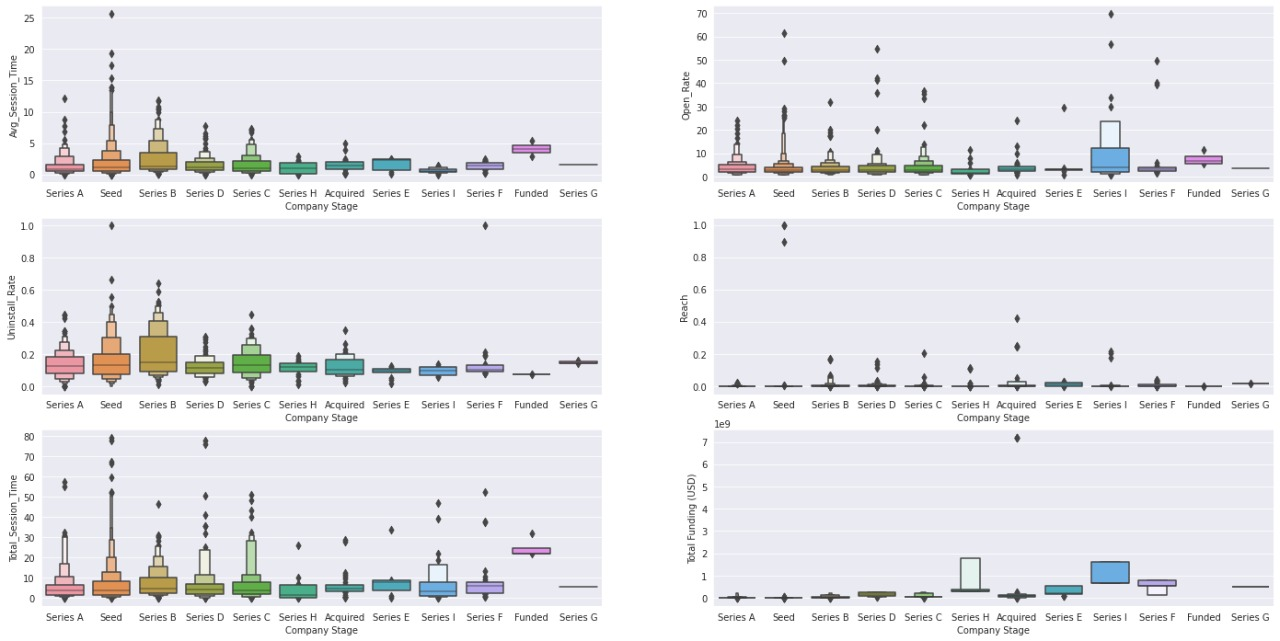 25
20
15
10
5
0
Avg_Session_Time
Series A Seed Series B Series D Series C Series H Acquired Series E Series I Series F Funded Series G
Company Stage
70
60
50
40
30
20
10
0
Open_Rate
Series A Seed Series B Series D Series C Series H Acquired Series E Series I Series F Funded Series G
Company Stage
1.0
0.8
0.6
0.4
0.2
0.0
Uninstall_Rate
Series A Seed Series B Series D Series C Series H Acquired Series E Series I Series F Funded Series G
Company Stage
1.0
0.8
0.6
0.4
0.2
0.0
Reach
Series A Seed Series B Series D Series C Series H Acquired Series E Series I Series F Funded Series G
Company Stage
80
70
60
50
40
30
20
10
0
Total_Session_Time
Series A Seed Series B Series D Series C Series H Acquired Series E Series I Series F Funded Series G
Company Stage
1e9
7
6
5
4
3
2
1
0
Total Funding (USD)
Series A Seed Series B Series D Series C Series H Acquired Series E Series I Series F Funded Series G
Company Stage